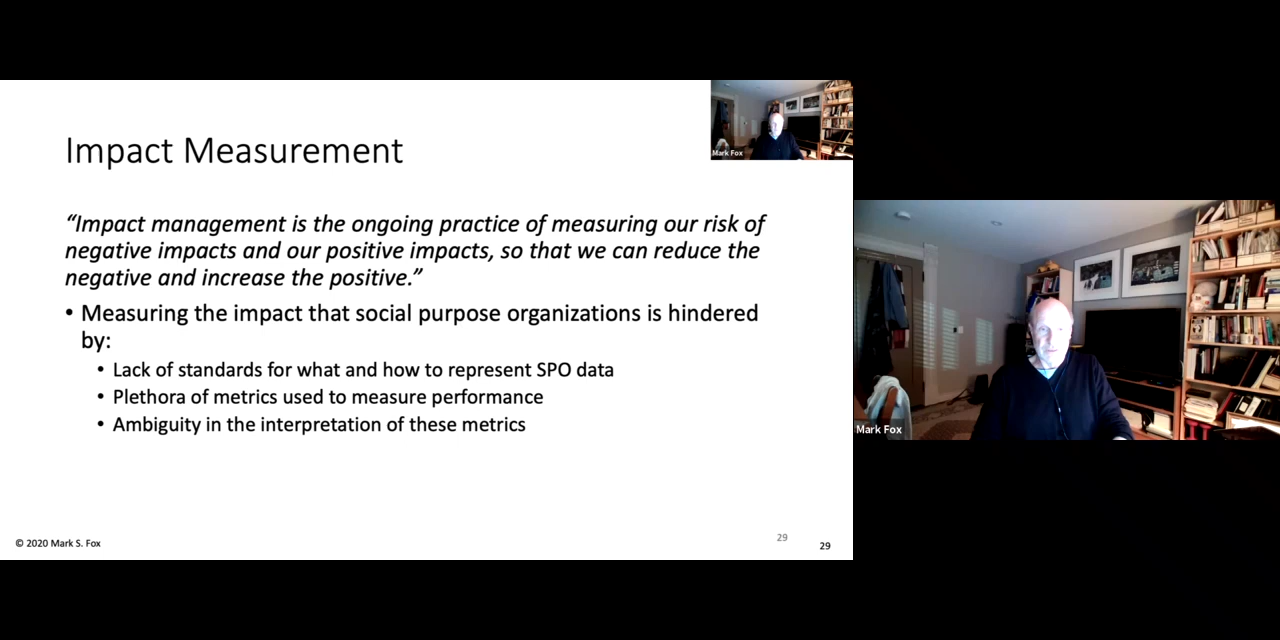 Impact Measurement
Mark Fox
“Impact management is the ongoing practice of measuring our risk of
negative impacts and our positive impacts, so that we can reduce the
negative and increase the positive.”
• Measuring the impact that social purpose organizations is hindered
by:
• Lack of standards for what and how to represent SPO data
• Plethora of metrics used to measure performance
• Ambiguity in the interpretation of these metrics
© 2020 Mark S. Fox
29
29
Mark Fox